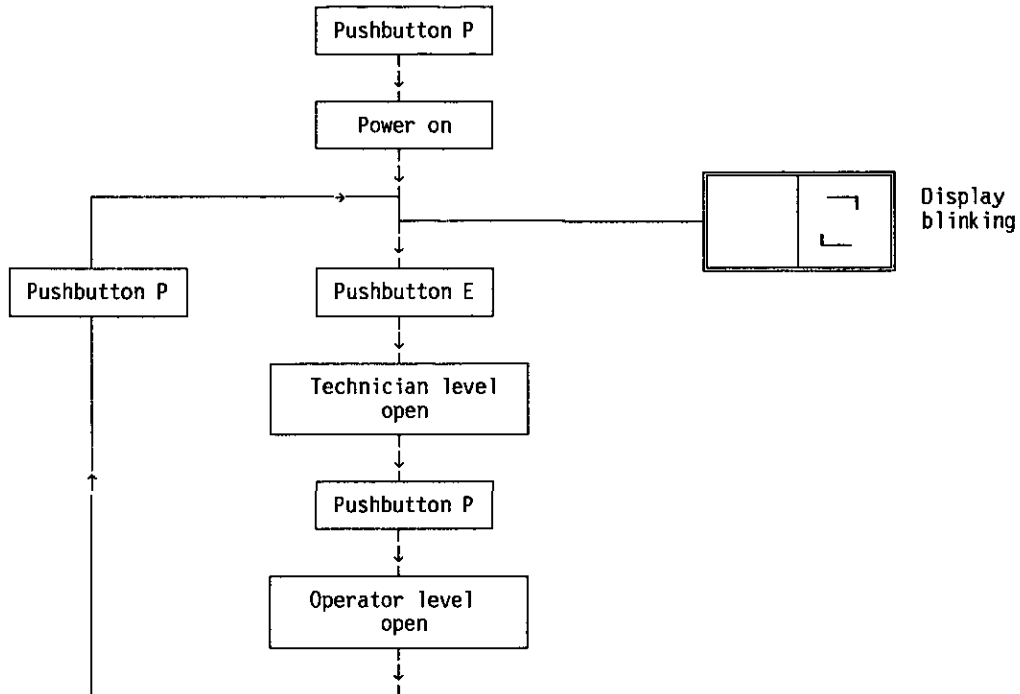 Pushbutton P
Power on
Display
blinking
Pushbutton P
Pushbutton E
Technician level
open
Pushbutton P
Operator level
open